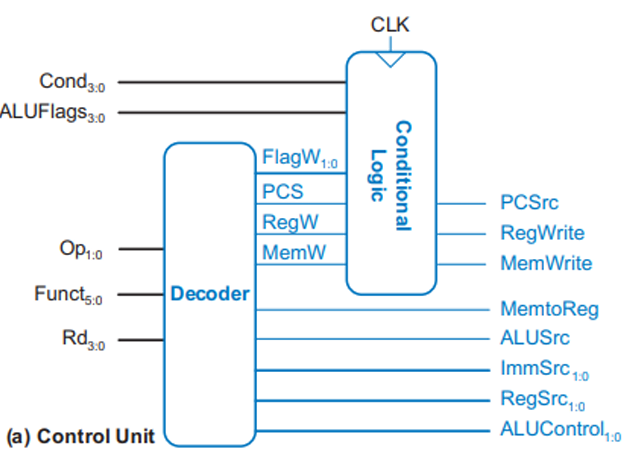 CLK
Cond3:0
ALUFlags3:0
Conditional
Logic
FlagW1:0
PCS
RegW
MemW
PCSrc
RegWrite
MemWrite
Op1:0
Funct5:0
Rd3:0
Decoder
MemtoReg
ALUSrc
ImmSrc1:0
RegSrc1:0
ALUControl1:0
(a) Control Unit